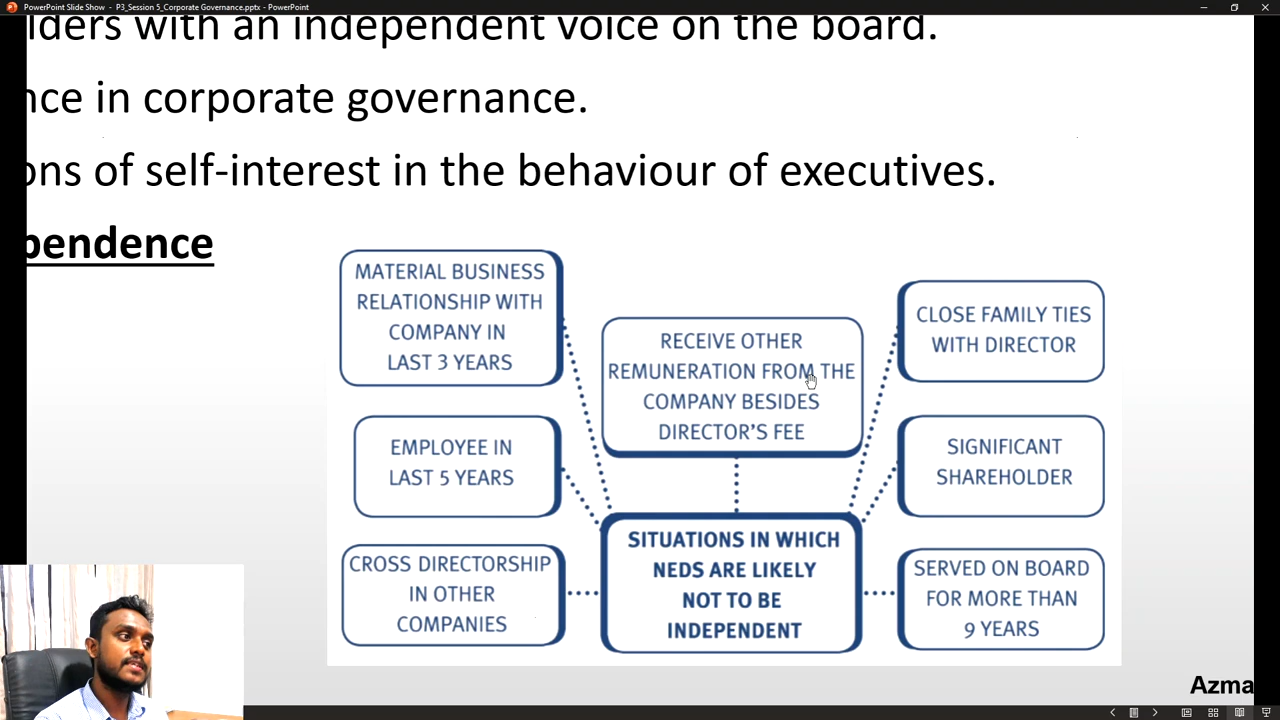 PowerPoint Slide Show - P3_Session 5_Corporate Governance.pptx - PowerPoint
with an independent voice on the board.
in corporate governance.
of self-interest in the behaviour of executives.
MATERIAL BUSINESS
RELATIONSHIP WITH
COMPANY IN
LAST 3 YEARS
RECEIVE OTHER
REMUNERATION FROM THE
COMPANY BESIDES
DIRECTOR'S FEE
CLOSE FAMILY TIES
WITH DIRECTOR
EMPLOYEE IN
LAST 5 YEARS
SIGNIFICANT
SHAREHOLDER
CROSS DIRECTORSHIP
IN OTHER
COMPANIES
SITUATIONS IN WHICH
NEDS ARE LIKELY
NOT TO BE
INDEPENDENT
SERVED ON BOARD
FOR MORE THAN
9 YEARS
Azma